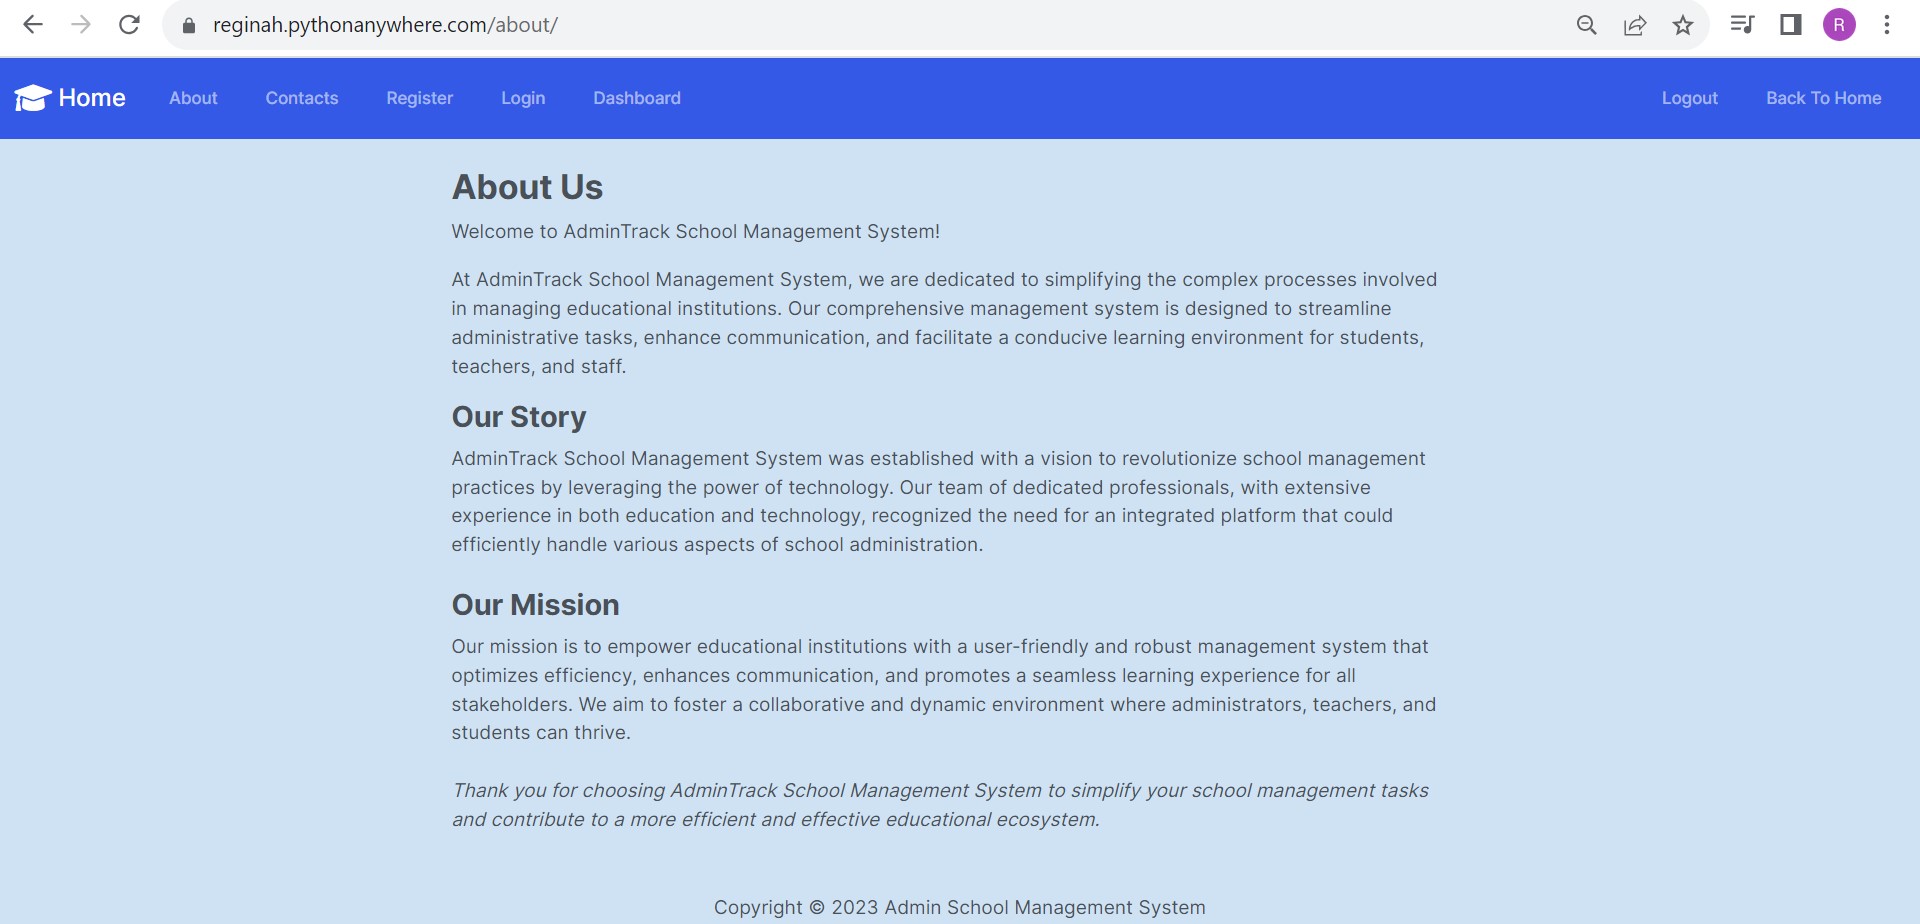 reginah.pythonanywhere.com/about/
R
Home About Contacts Register Login Dashboard Logout Back To Home
About Us
Welcome to AdminTrack School Management System!
At AdminTrack School Management System, we are dedicated to simplifying the complex processes involved
in managing educational institutions. Our comprehensive management system is designed to streamline
administrative tasks, enhance communication, and facilitate a conducive learning environment for students,
teachers, and staff.
Our Story
AdminTrack School Management System was established with a vision to revolutionize school management
practices by leveraging the power of technology. Our team of dedicated professionals, with extensive
experience in both education and technology, recognized the need for an integrated platform that could
efficiently handle various aspects of school administration.
Our Mission
Our mission is to empower educational institutions with a user-friendly and robust management system that
optimizes efficiency, enhances communication, and promotes a seamless learning experience for all
stakeholders. We aim to foster a collaborative and dynamic environment where administrators, teachers, and
students can thrive.
Thank you for choosing AdminTrack School Management System to simplify your school management tasks
and contribute to a more efficient and effective educational ecosystem.
Copyright © 2023 Admin School Management System